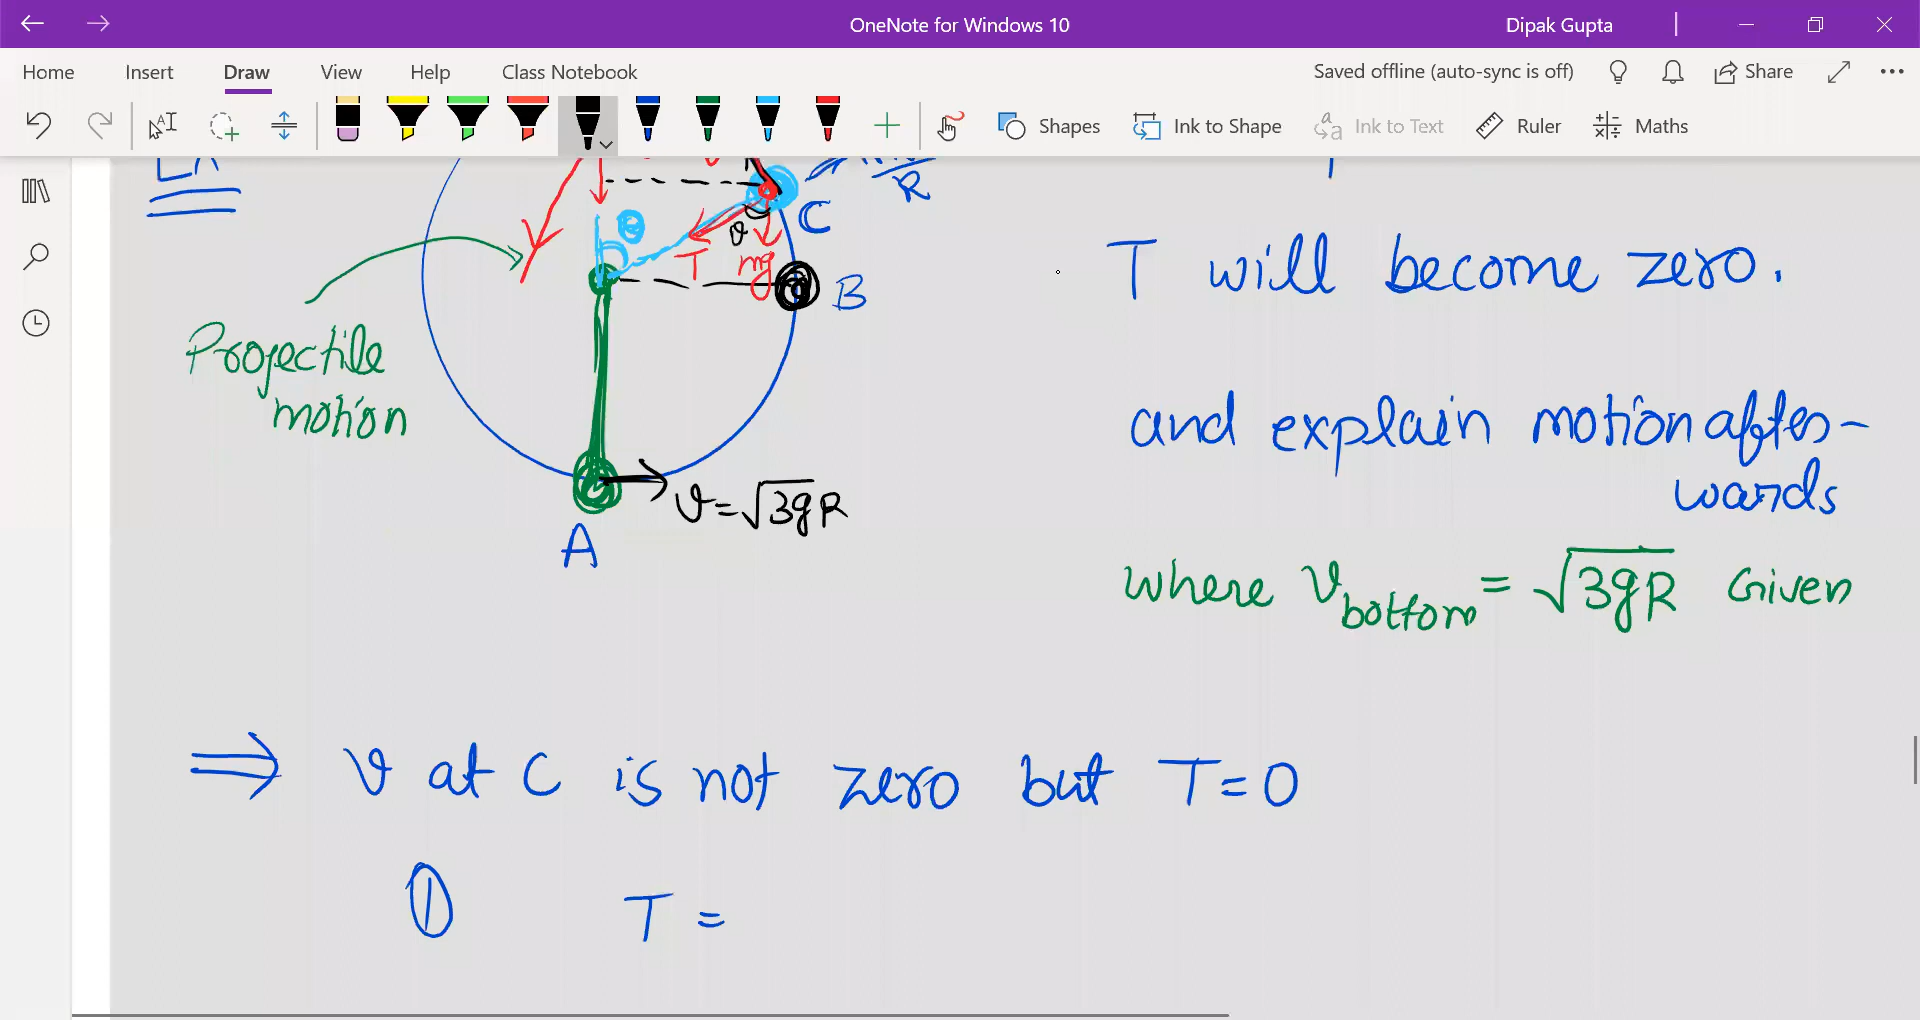 OneNote for Windows 10
Dipak Gupta
Home Insert Draw View Help Class Notebook
Saved offline (auto-sync is off) Share
Shapes Ink to Shape Ink to Text Ruler Maths
R
C
θ
θ
T mg
B
T will become zero.
Projectile
motion
and explain motion after-
wards
v = √3gR
A
where v bottom = √3gR Given
⇒ v at C is not zero but T = 0
① T =